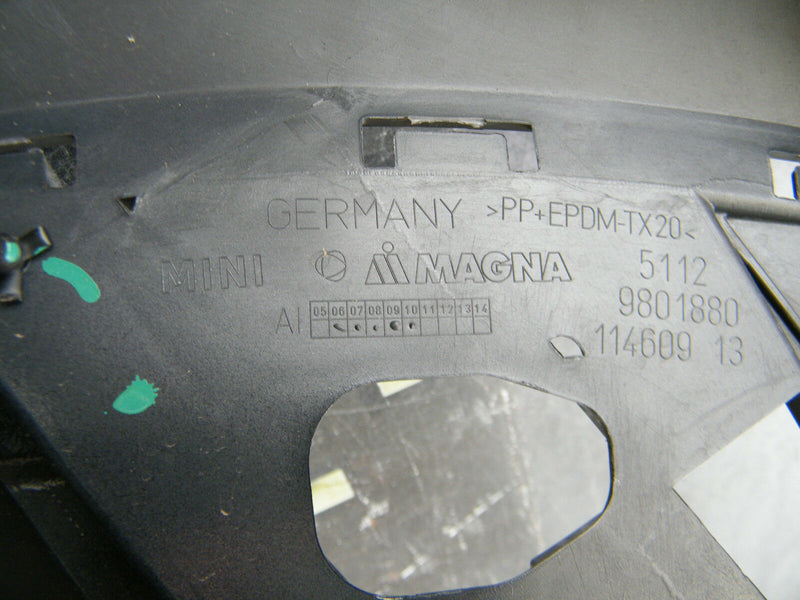 GERMANY >PP+EPDM-TX20<
MINI MAGNA 5112
9801880
AI 05 06 07 08 09 10 11 12 13 14
114609 13